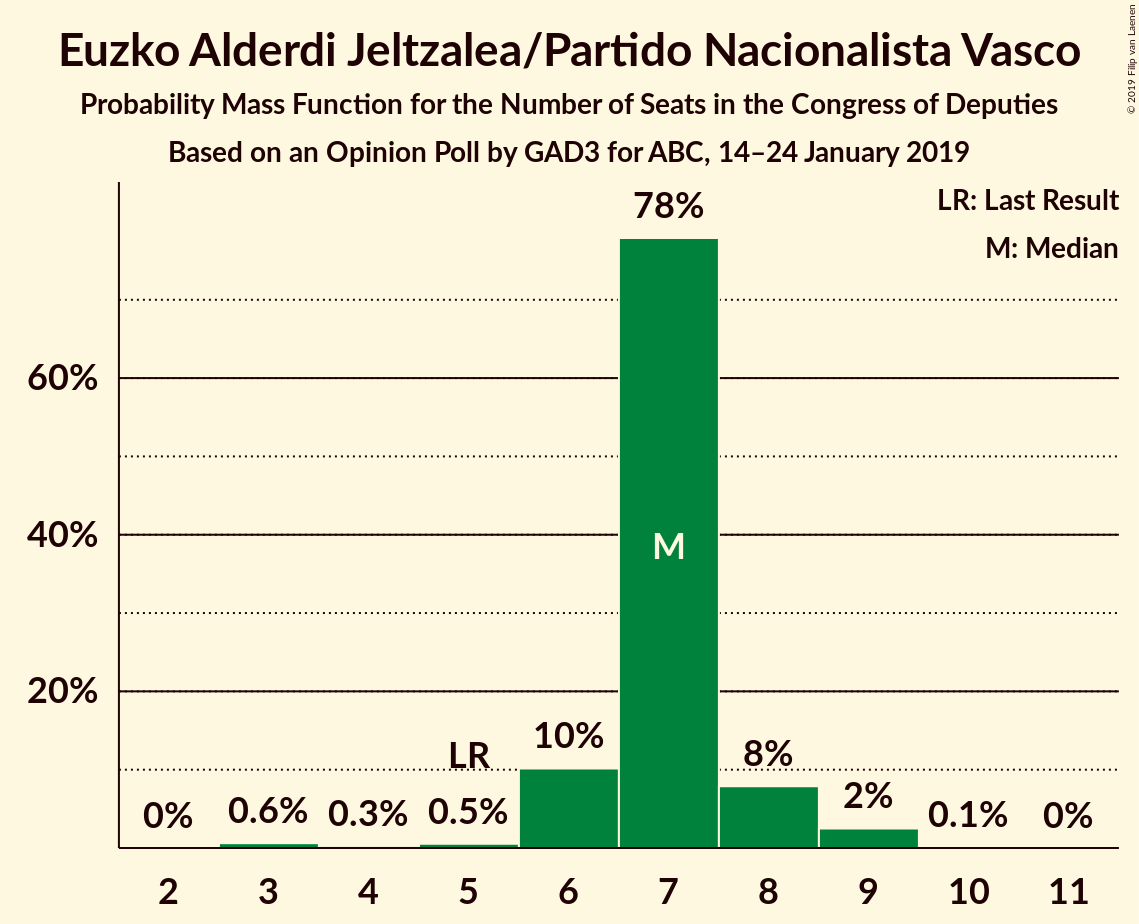 Euzko Alderdi Jeltzalea/Partido Nacionalista Vasco
Probability Mass Function for the Number of Seats in the Congress of Deputies
Based on an Opinion Poll by GAD3 for ABC, 14–24 January 2019
© 2019 Filip van Laenen
LR: Last Result
M: Median
78%
60%
40%
M
20%
LR
10%
8%
0%
0.6%
0.3%
0.5%
2%
0.1%
0%
2 3 4 5 6 7 8 9 10 11